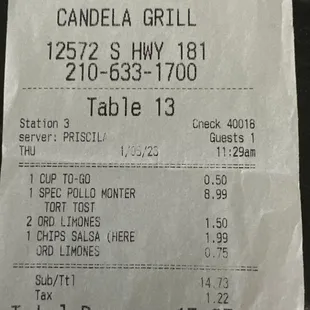 CANDELA GRILL
12572 S HWY 181
210-633-1700
Table 13
Station 3 Check 40018
server: PRISCILA Guests 1
THU 11:29am
1 CUP TO-GO 0.50
1 SPEC POLLO MONTER 8.99
TORT TOST
2 ORD LIMONES 1.50
1 CHIPS SALSA (HERE 1.99
ORD LIMONES 0.75
Sub/Ttl 14.73
Tax 1.22